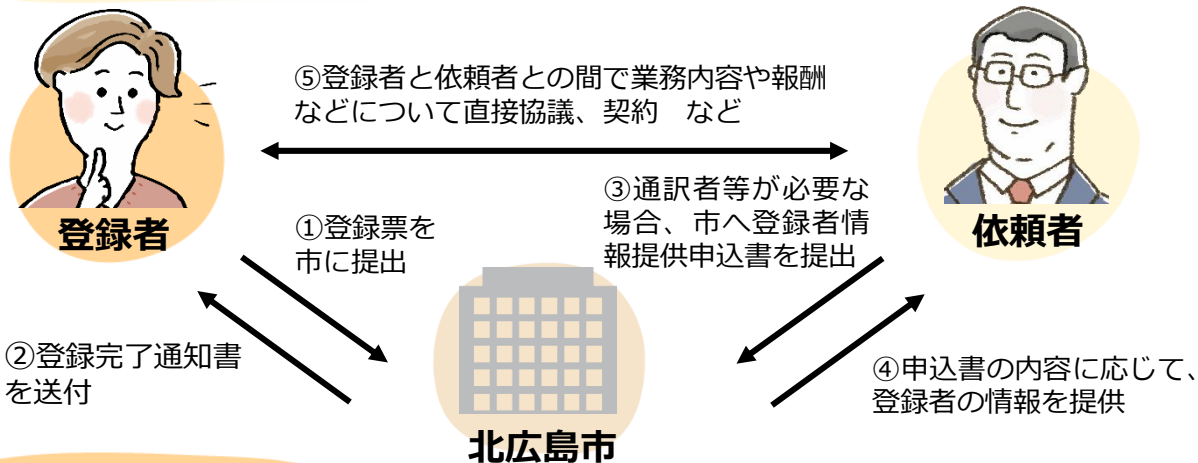 ⑤登録者と依頼者との間で業務内容や報酬
などについて直接協議、契約　など
登録者
①登録票を
市に提出
③通訳者等が必要な
場合、市へ登録者情
報提供申込書を提出
依頼者
②登録完了通知書
を送付
④申込書の内容に応じて、
登録者の情報を提供
北広島市